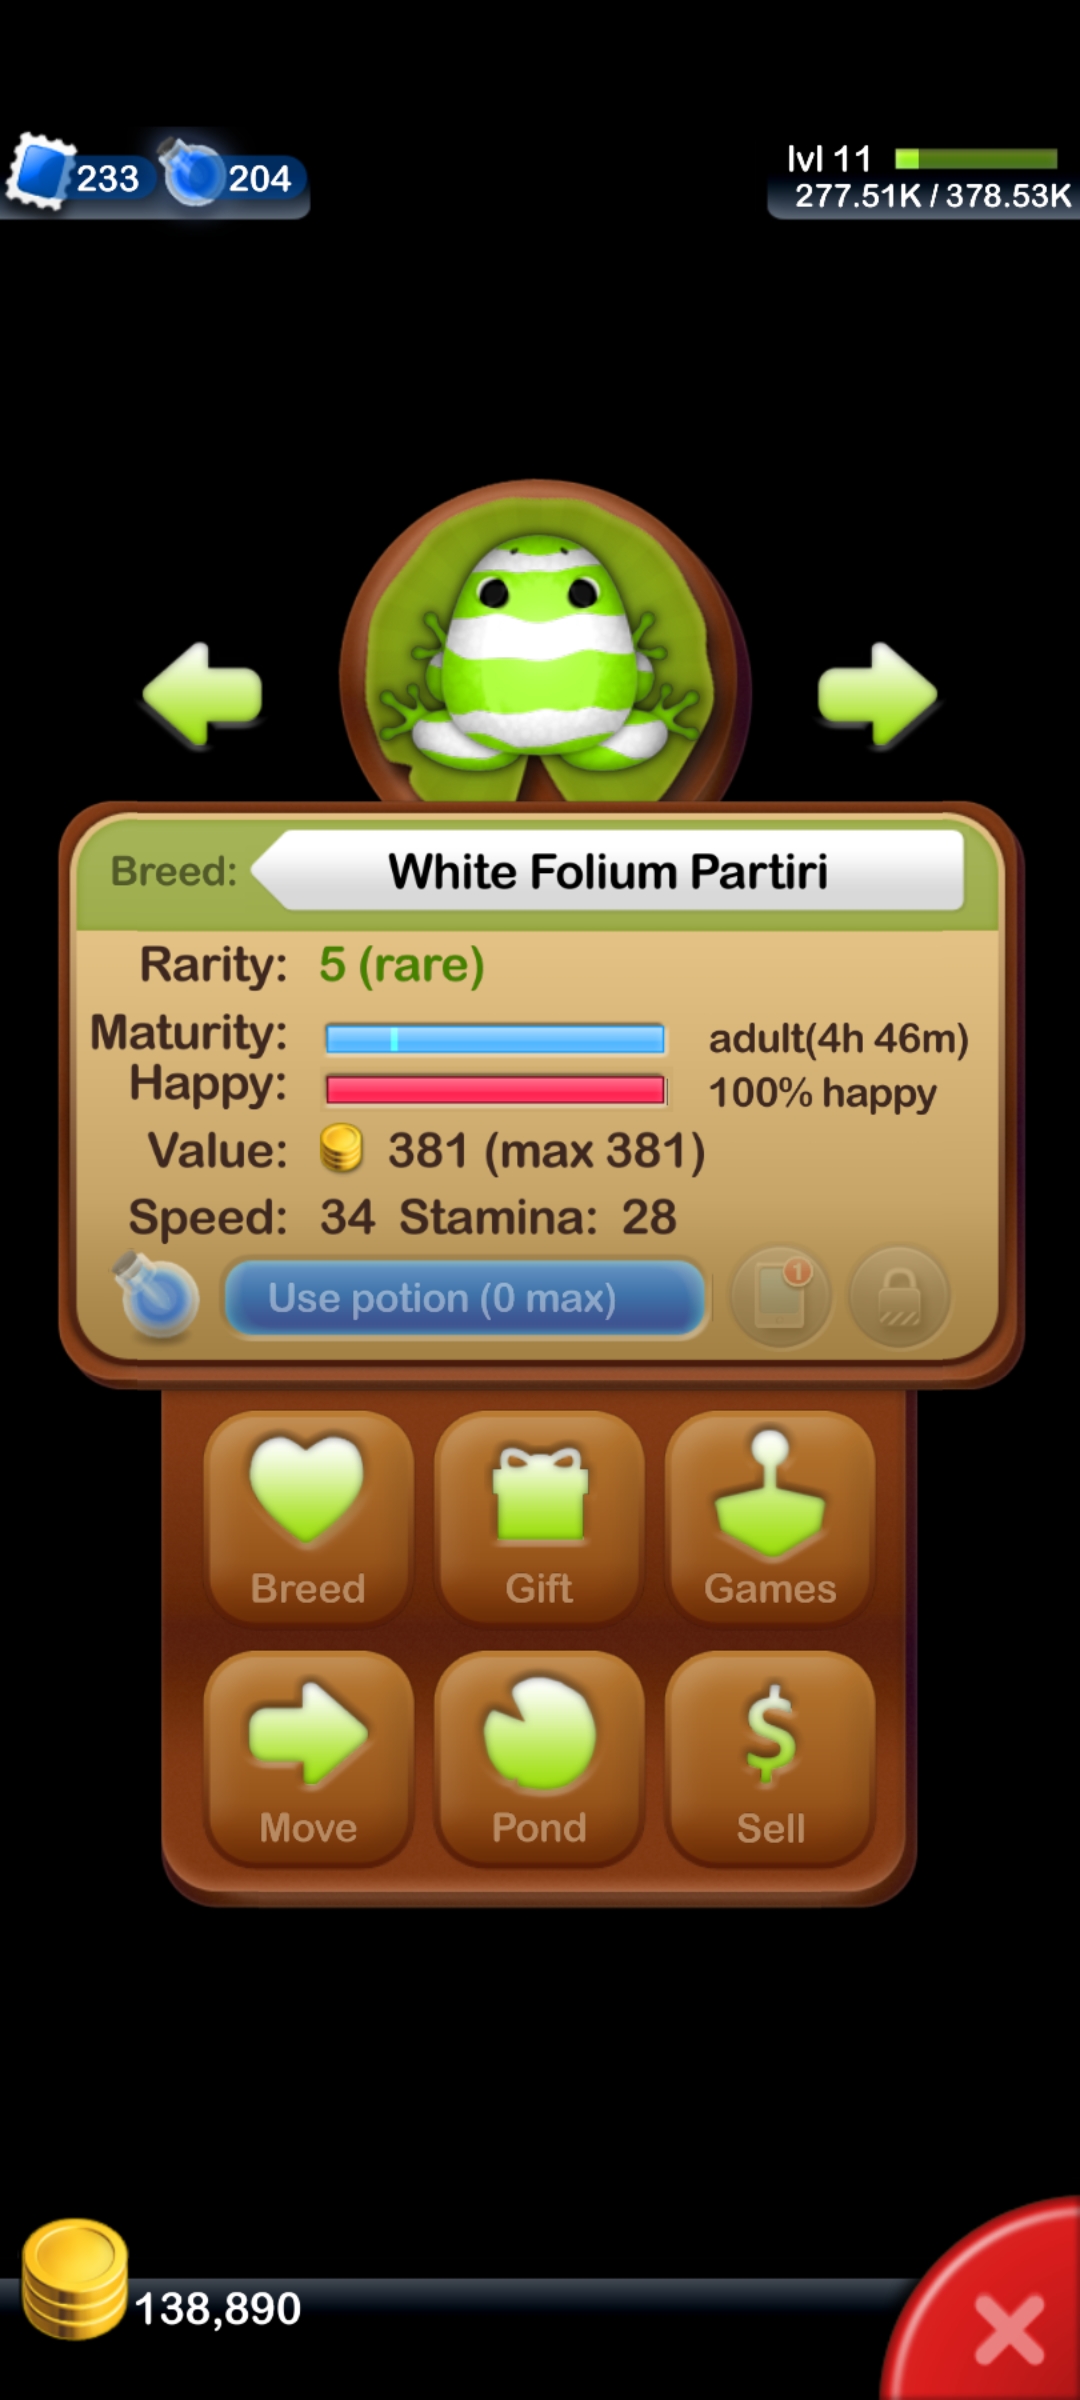 233 204
lvl 11
277.51K / 378.53K
Breed: White Folium Partiri
Rarity: 5 (rare)
Maturity: adult(4h 46m)
Happy: 100% happy
Value: 381 (max 381)
Speed: 34 Stamina: 28
Use potion (0 max) 1
Breed Gift Games
Move Pond Sell
138,890